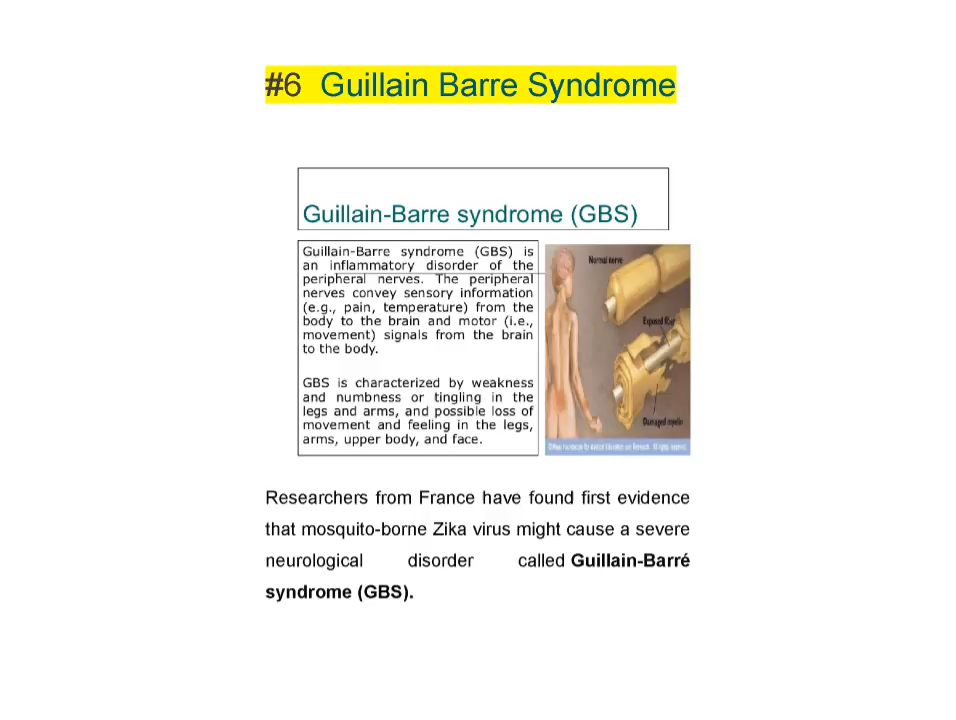 #6 Guillain Barre Syndrome
Guillain-Barre syndrome (GBS)
Guillain-Barre syndrome (GBS) is
an inflammatory disorder of the
peripheral nerves. The peripheral
nerves convey sensory information
(e.g., pain, temperature) from the
body to the brain and motor (i.e.,
movement) signals from the brain
to the body.
GBS is characterized by weakness
and numbness or tingling in the
legs and arms, and possible loss of
movement and feeling in the legs,
arms, upper body, and face.
Normal nerve
Exposed fiber
Damaged myelin
Researchers from France have found first evidence
that mosquito-borne Zika virus might cause a severe
neurological disorder called Guillain-Barré
syndrome (GBS).